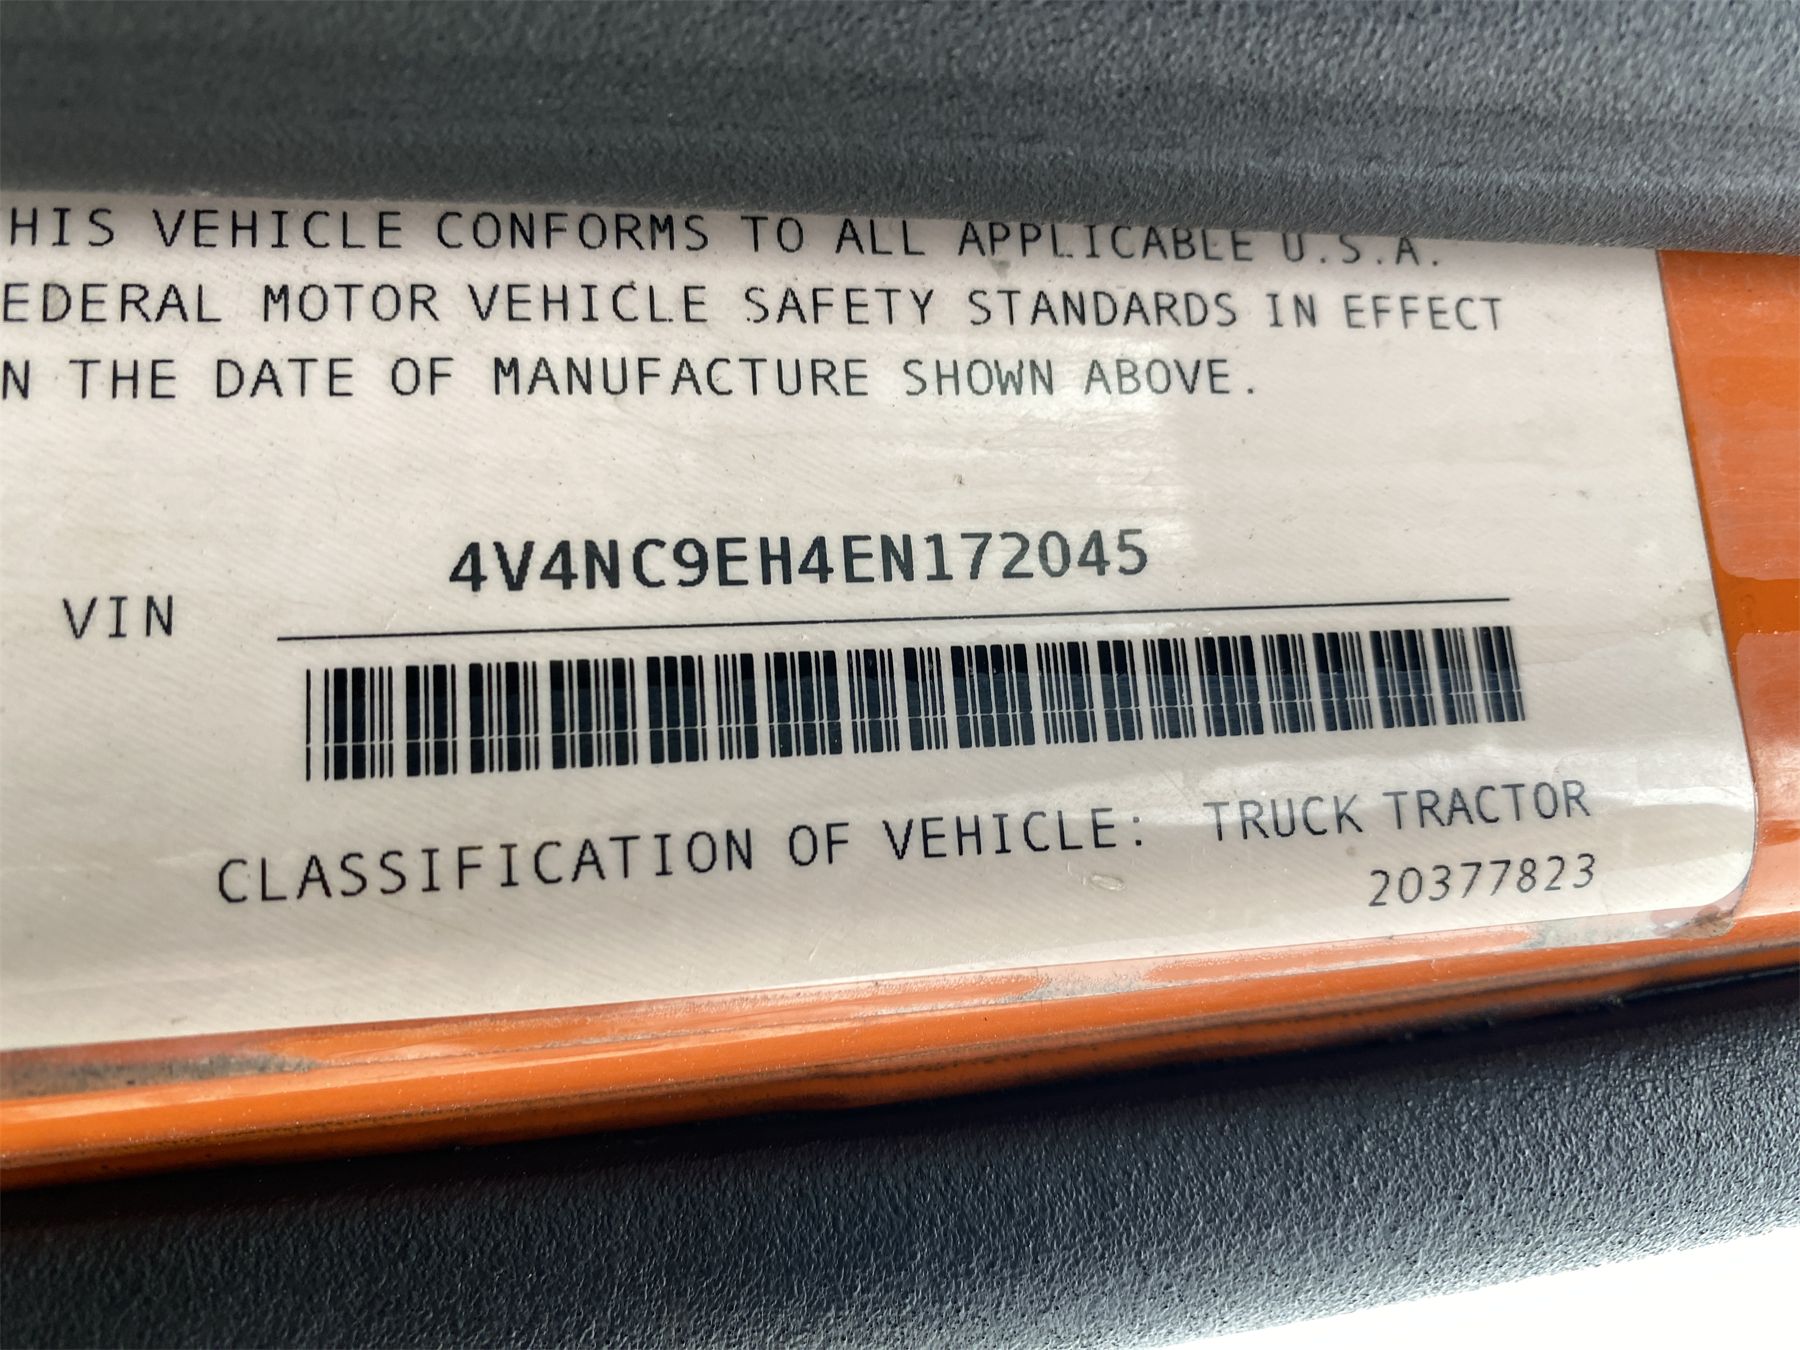 HIS VEHICLE CONFORMS TO ALL APPLICABLE U.S.A.
EDERAL MOTOR VEHICLE SAFETY STANDARDS IN EFFECT
N THE DATE OF MANUFACTURE SHOWN ABOVE.
4V4NC9EH4EN172045
VIN
CLASSIFICATION OF VEHICLE: TRUCK TRACTOR
20377823